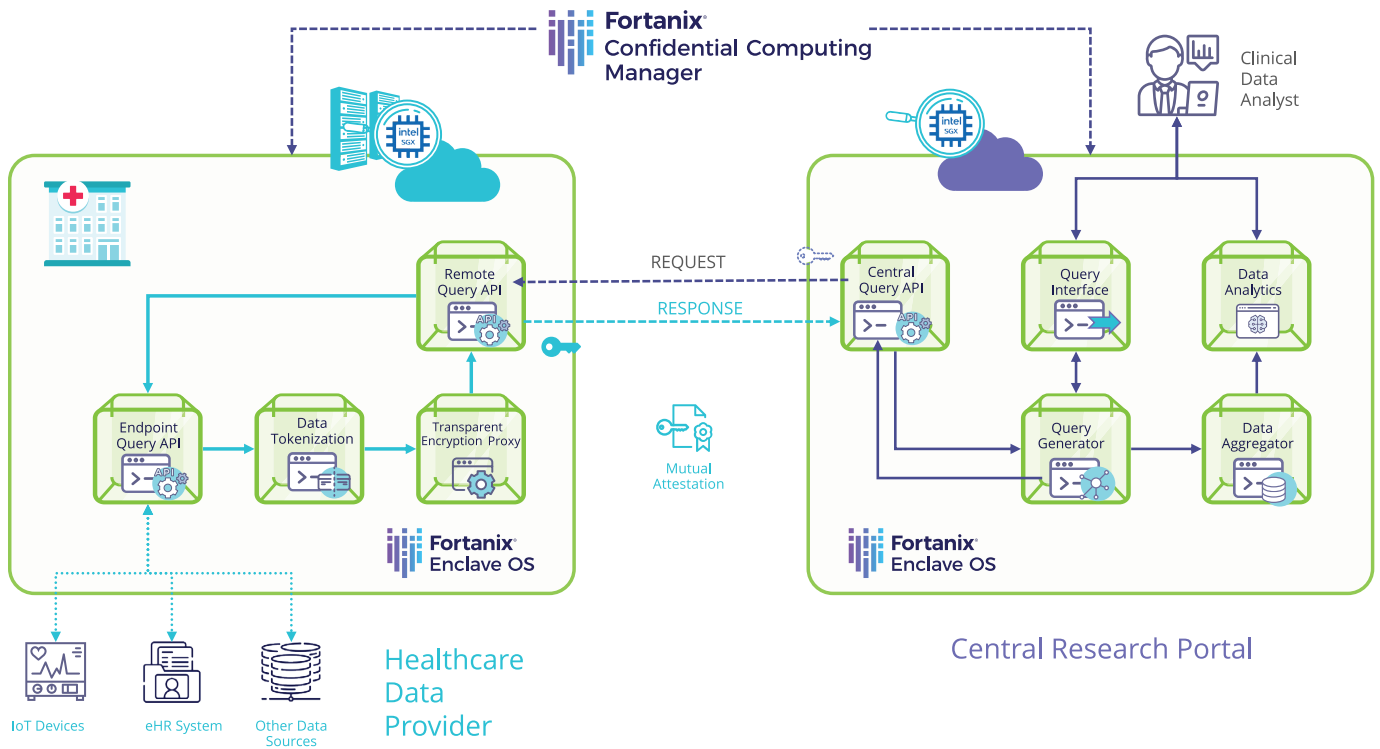 Fortanix®
Confidential Computing
Manager
Clinical
Data
Analyst
intel
SGX
intel
SGX
Remote
Query API
API
REQUEST
RESPONSE
Central
Query API
API
Query
Interface
Data
Analytics
Endpoint
Query API
API
Data
Tokenization
Transparent
Encryption Proxy
Mutual
Attestation
Query
Generator
Data
Aggregator
Fortanix®
Enclave OS
Fortanix®
Enclave OS
IoT Devices
eHR System
Other Data
Sources
Healthcare
Data
Provider
Central Research Portal